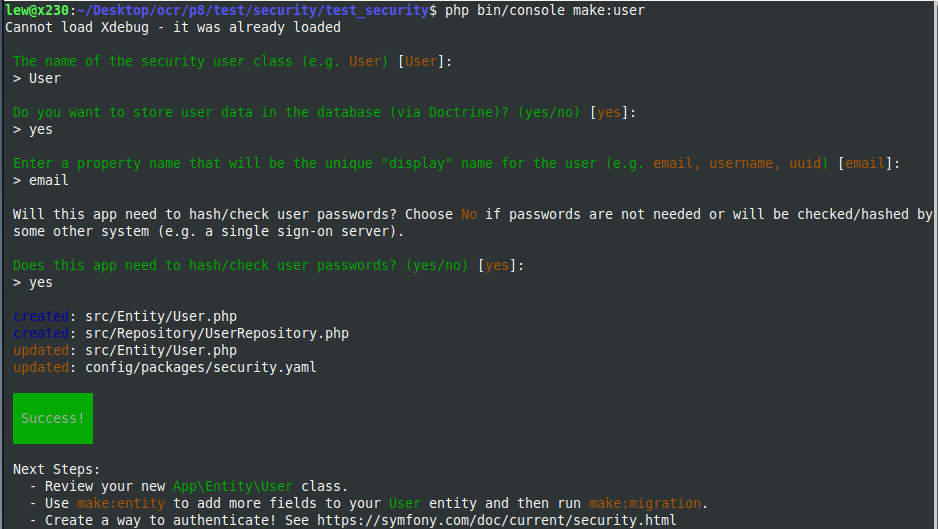 lew@x230:~/Desktop/ocr/p8/test/security/test_security$ php bin/console make:user
Cannot load Xdebug - it was already loaded
The name of the security user class (e.g. User) [User]:
> User
Do you want to store user data in the database (via Doctrine)? (yes/no) [yes]:
> yes
Enter a property name that will be the unique "display" name for the user (e.g. email, username, uuid) [email]:
> email
Will this app need to hash/check user passwords? Choose No if passwords are not needed or will be checked/hashed by
some other system (e.g. a single sign-on server).
Does this app need to hash/check user passwords? (yes/no) [yes]:
> yes
created: src/Entity/User.php
created: src/Repository/UserRepository.php
updated: src/Entity/User.php
updated: config/packages/security.yaml
Success!
Next Steps:
- Review your new App\Entity\User class.
- Use make:entity to add more fields to your User entity and then run make:migration.
- Create a way to authenticate! See https://symfony.com/doc/current/security.html